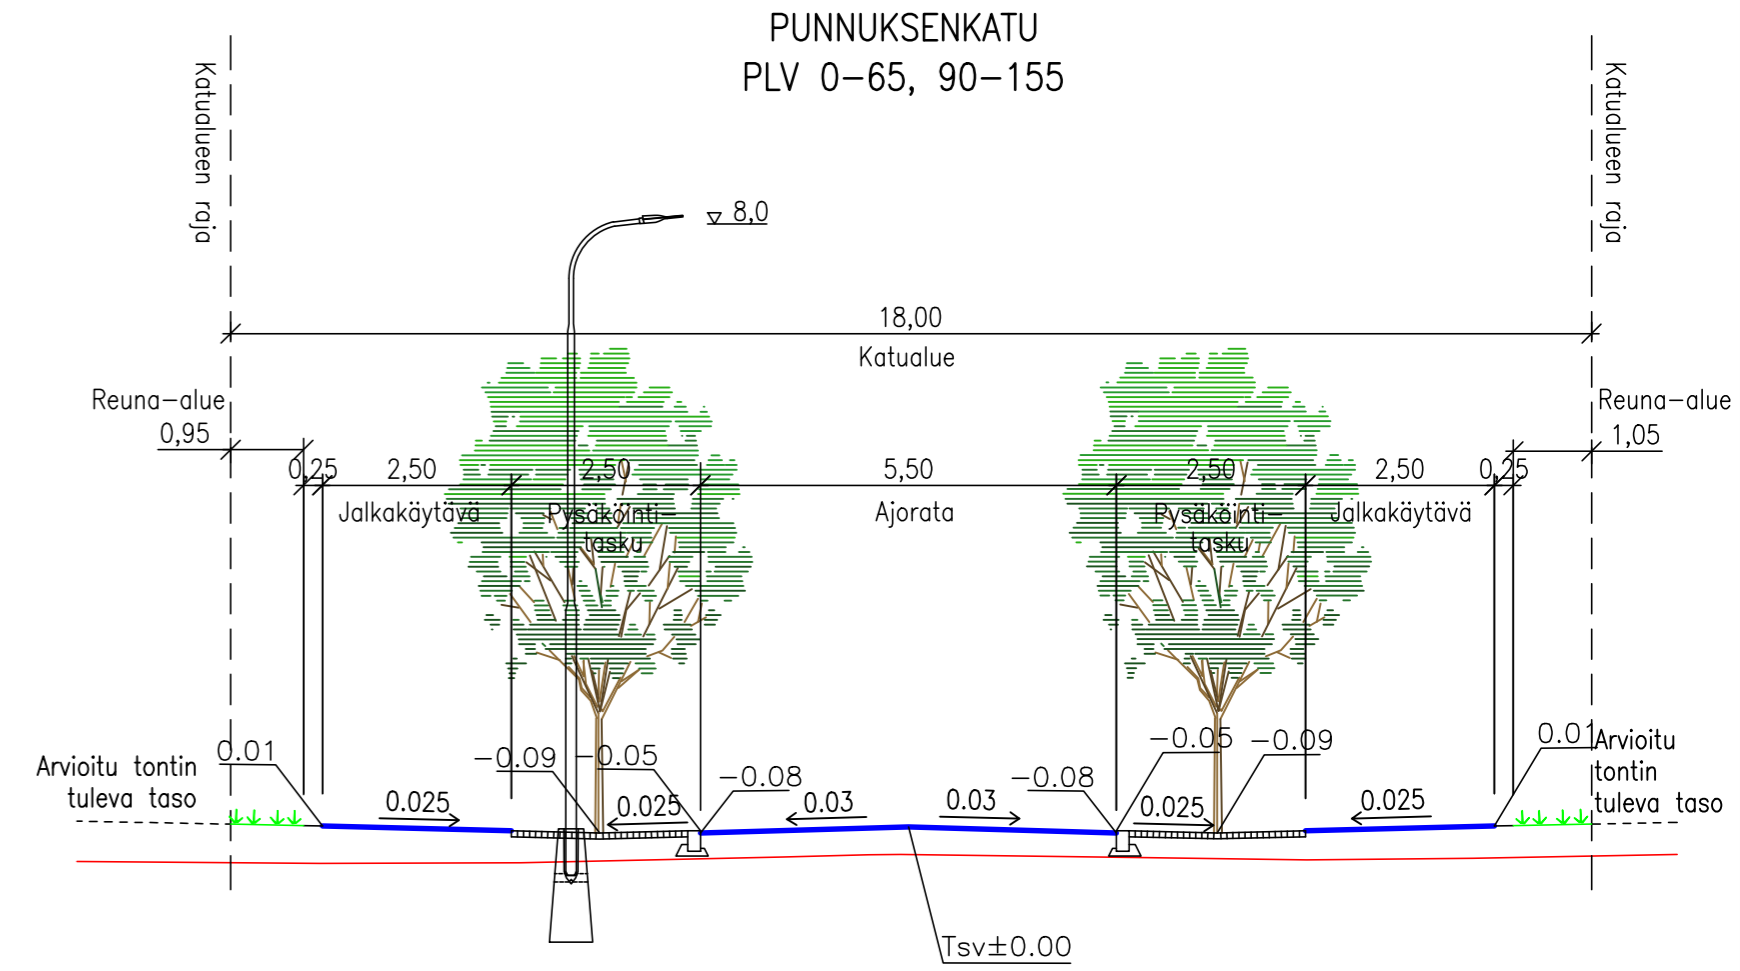 PUNNUKSENKATU
PLV 0-65, 90-155
Katualueen raja
Katualueen raja
8,0
18,00
Katualue
Reuna-alue
0,95
Reuna-alue
1,05
0,25
2,50
2,50
5,50
2,50
2,50
0,25
Jalkakäytävä
Pysäköinti-
tasku
Ajorata
Pysäköinti-
tasku
Jalkakäytävä
Arvioitu tontin
tuleva taso
0.01
-0.09
-0.05
-0.08
-0.08
-0.05
-0.09
0.01
Arvioitu
tontin
tuleva taso
0.025
0.025
0.03
0.03
0.025
0.025
Tsv±0.00